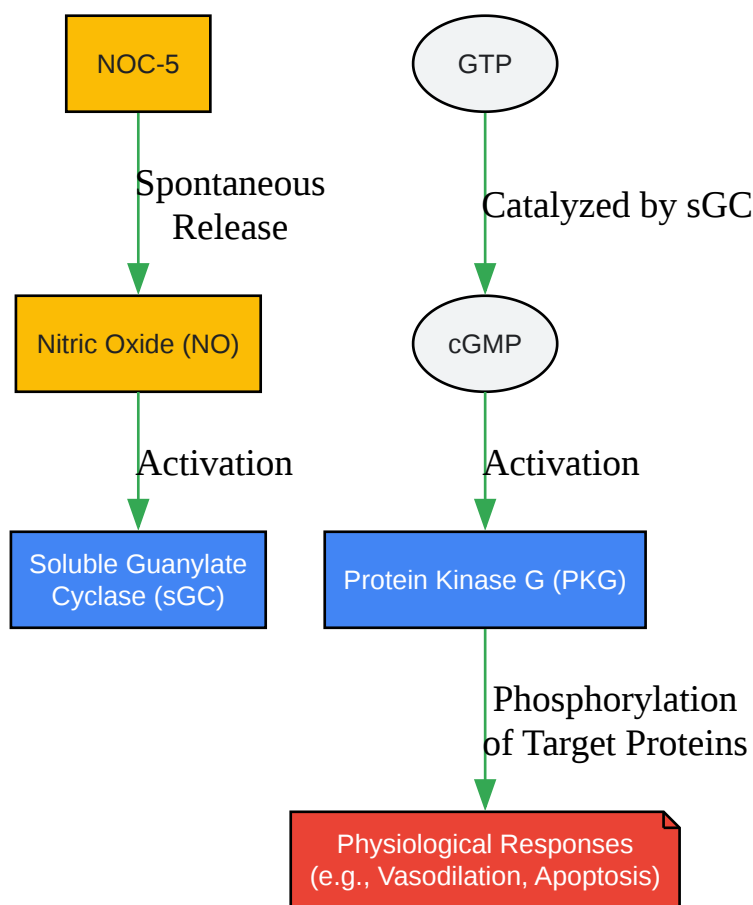 NOC-5
GTP
Spontaneous
Release
Catalyzed by sGC
Nitric Oxide (NO)
cGMP
Activation
Activation
Soluble Guanylate
Cyclase (sGC)
Protein Kinase G (PKG)
Phosphorylation
of Target Proteins
Physiological Responses
(e.g., Vasodilation, Apoptosis)